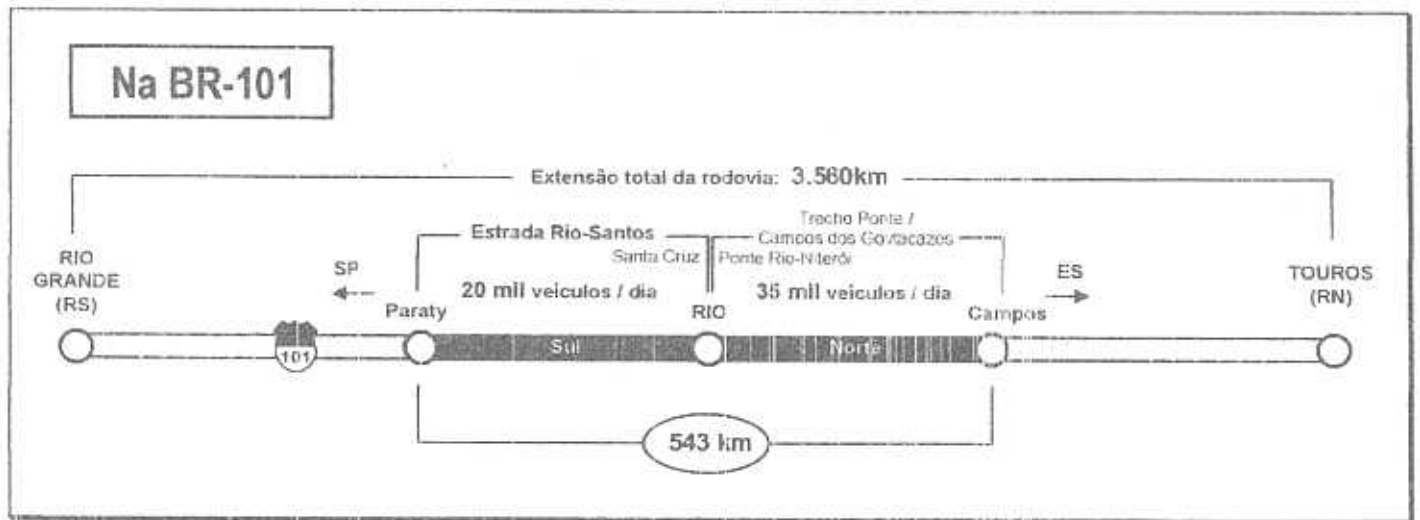 Na BR-101
Extensão total da rodovia: 3.560km
Trecho Ponte /
Estrada Rio-Santos
Campos dos Goytacazes
Santa Cruz
Ponte Rio-Niterói
RIO
GRANDE
(RS)
SP
20 mil veiculos / dia
35 mil veiculos / dia
ES
TOUROS
(RN)
Paraty
RIO
Campos
101
Sul
Norte
543 km